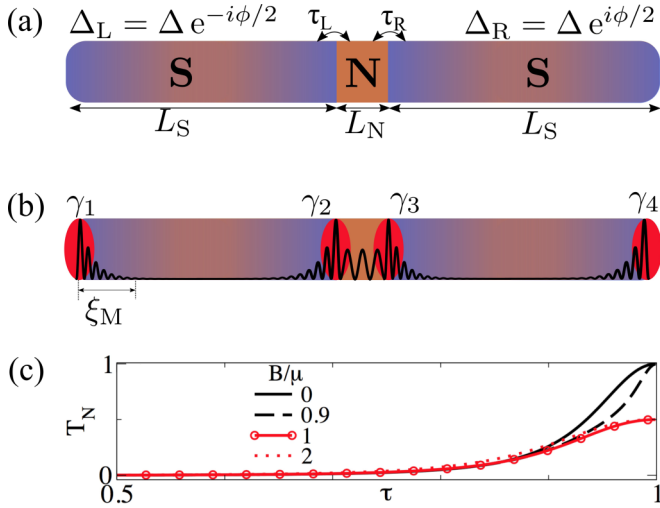 (a) Δ_L = Δ e^{-iϕ/2} τ_L τ_R Δ_R = Δ e^{iϕ/2}
S N S
L_S L_N L_S
(b) γ_1 γ_2 γ_3 γ_4
ξ_M
(c) 1
B/μ
0
0.9
1
2
T_N
0
0.5 τ 1